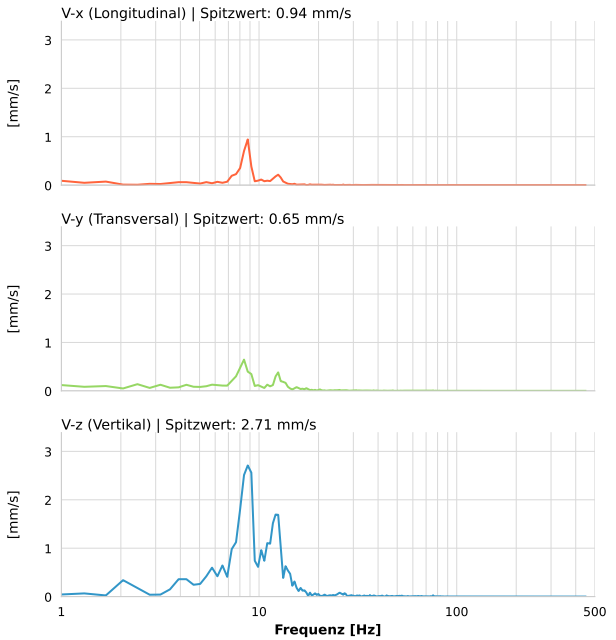 V-x (Longitudinal) | Spitzwert: 0.94 mm/s
3
2
1
0
[mm/s]
V-y (Transversal) | Spitzwert: 0.65 mm/s
3
2
1
0
[mm/s]
V-z (Vertikal) | Spitzwert: 2.71 mm/s
3
2
1
0
[mm/s]
1 10 100 500
Frequenz [Hz]